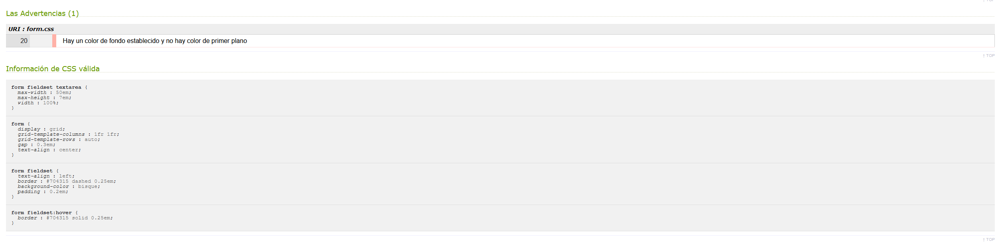 ↑ TOP
Las Advertencias (1)
URI : form.css
20 Hay un color de fondo establecido y no hay color de primer plano
↑ TOP
Información de CSS válida
form fieldset textarea {
max-width : 50em;
max-height : 7em;
width : 100%;
}
form {
display : grid;
grid-template-columns : 1fr 1fr;
grid-template-rows : auto;
gap : 0.3em;
text-align : center;
}
form fieldset {
text-align : left;
border : #704315 dashed 0.25em;
background-color : bisque;
padding : 0.2em;
}
form fieldset:hover {
border : #704315 solid 0.25em;
}
↑ TOP